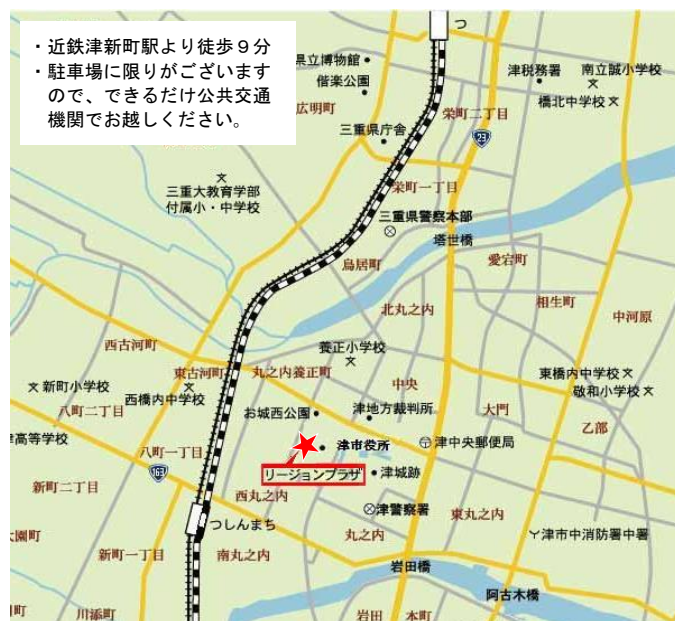 ・近鉄津新町駅より徒歩９分
・駐車場に限りがございます
ので、できるだけ公共交通
機関でお越しください。
つ
県立博物館
偕楽公園
広明町
三重県庁舎
津税務署
南立誠小学校
橋北中学校
栄町二丁目
23
三重大教育学部
付属小・中学校
栄町一丁目
三重県警察本部
塔世橋
鳥居町
愛宕町
北丸之内
相生町
中河原
西古河町
養正小学校
東古河町
丸之内養正町
新町小学校
西橋内中学校
中央
東橋内中学校
敬和小学校
八町二丁目
お城西公園
津地方裁判所
大門
乙部
津高等学校
八町一丁目
津市役所
津中央郵便局
163
リージョンプラザ
津城跡
新町二丁目
西丸之内
津警察署
東丸之内
つしんまち
丸之内
津市中消防署中署
大園町
新町一丁目
南丸之内
岩田橋
阿古木橋
川添町
岩田
本町